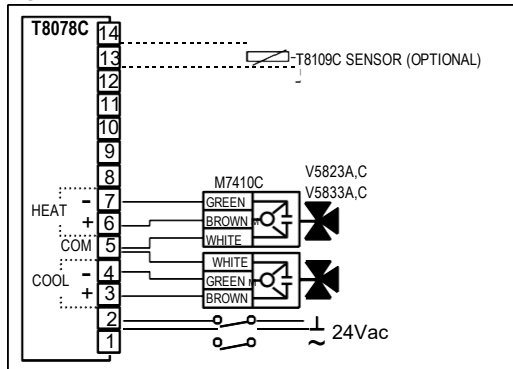 T8078C
14
13
T8109C SENSOR (OPTIONAL)
12
11
10
9
8
M7410C
V5823A,C
V5833A,C
HEAT
-
7
GREEN
+
6
BROWN M
COM
5
WHITE
WHITE
COOL
-
4
GREEN M
+
3
BROWN
2
24Vac
1
~